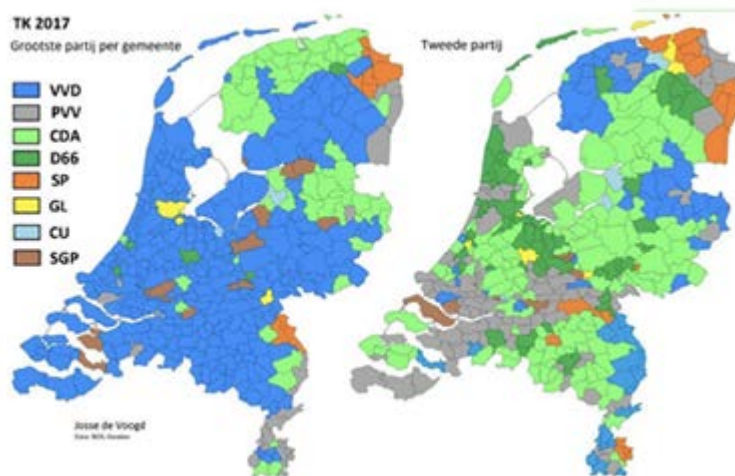 TK 2017
Grootste partij per gemeente
Tweede partij
VVD
PVV
CDA
D66
SP
GL
CU
SGP
Josse de Voogd